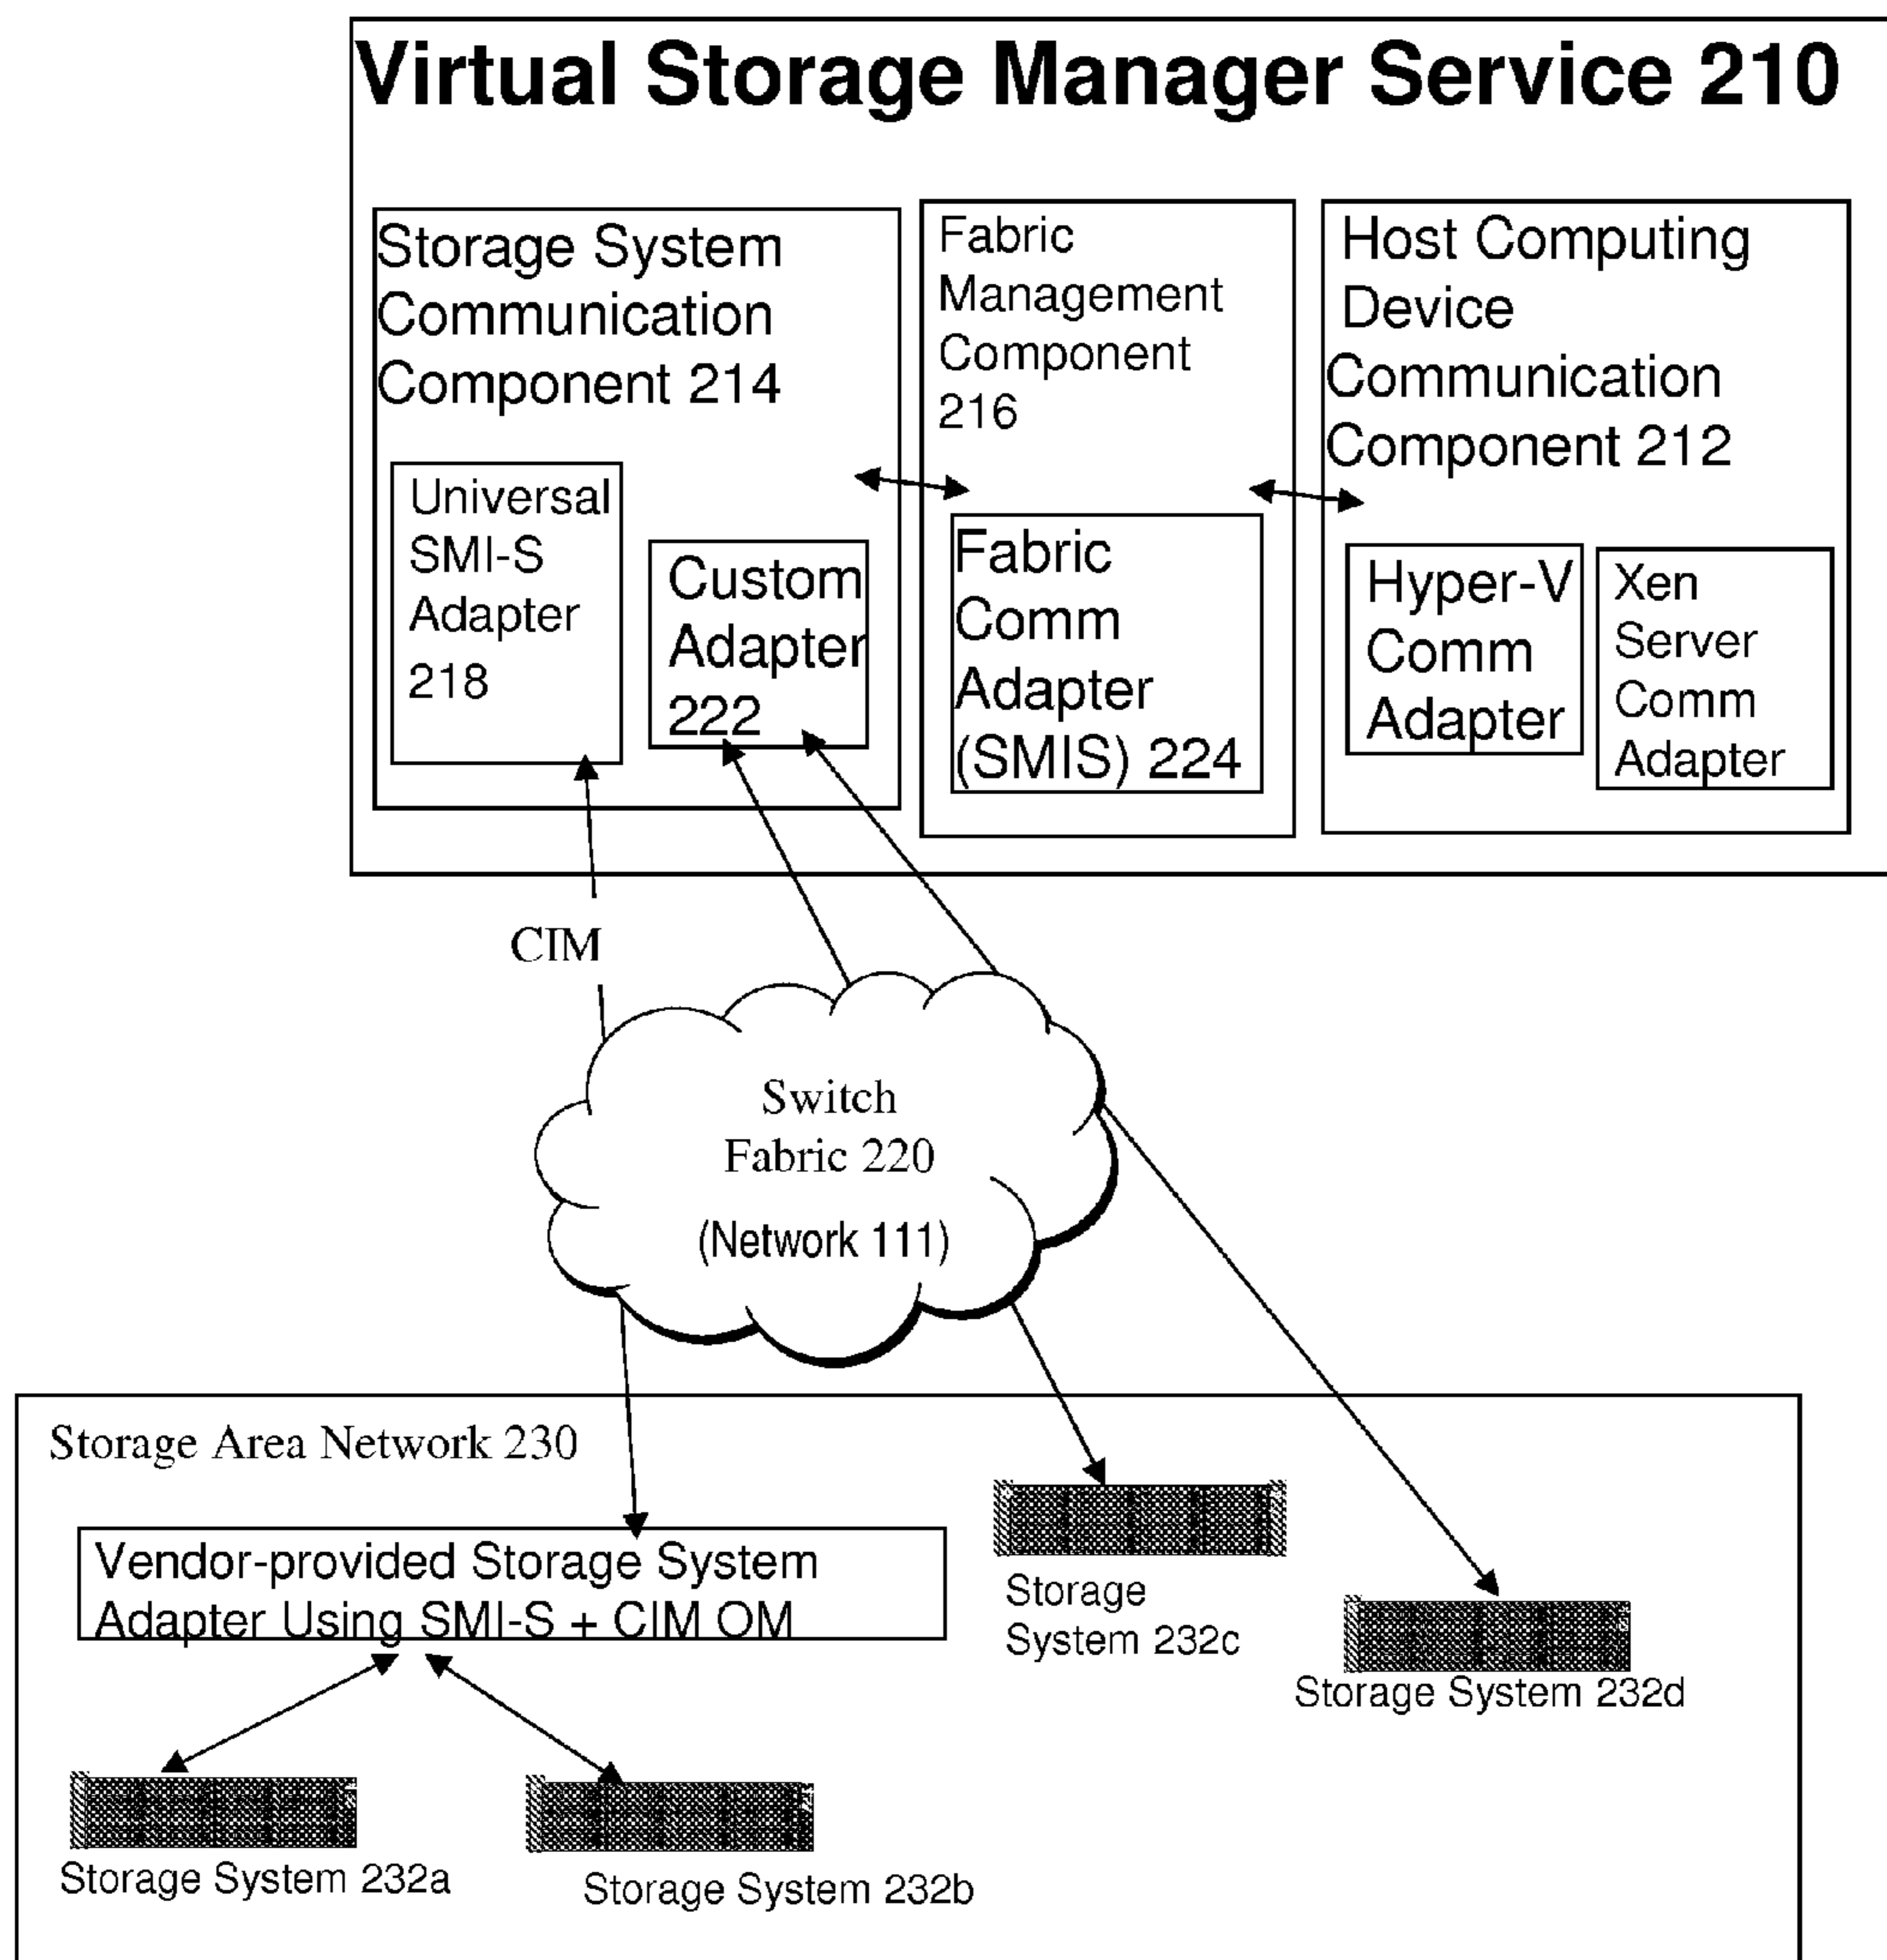 Virtual Storage Manager Service 210
Storage System
Communication
Component 214
Universal
SMI-S
Adapter
218
Custom
Adapter
222
Fabric
Management
Component
216
Fabric
Comm
Adapter
(SMIS) 224
Host Computing
Device
Communication
Component 212
Hyper-V
Comm
Adapter
Xen
Server
Comm
Adapter
CIM
Switch
Fabric 220
(Network 111)
Storage Area Network 230
Vendor-provided Storage System
Adapter Using SMI-S + CIM OM
Storage
System 232c
Storage System 232d
Storage System 232a
Storage System 232b